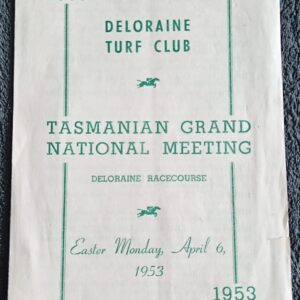 DELORAINE
TURF CLUB
TASMANIAN GRAND
NATIONAL MEETING
DELORAINE RACECOURSE
Easter Monday, April 6,
1953
1953